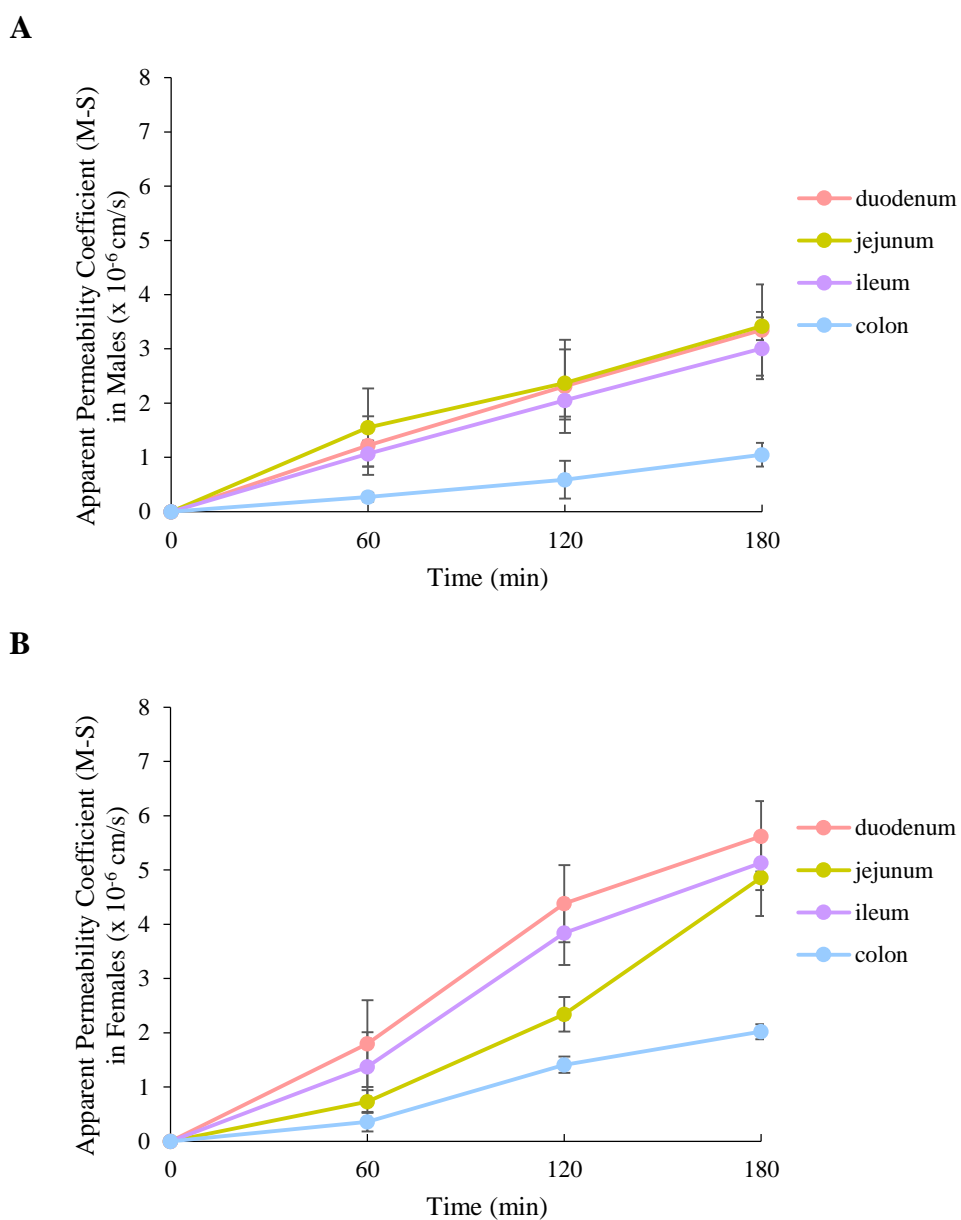 A
Apparent Permeability Coefficient (M-S)
in Males (x 10⁻⁶ cm/s)
8
7
6
5
4
3
2
1
0
0 60 120 180
Time (min)
duodenum
jejunum
ileum
colon
B
Apparent Permeability Coefficient (M-S)
in Females (x 10⁻⁶ cm/s)
8
7
6
5
4
3
2
1
0
0 60 120 180
Time (min)
duodenum
jejunum
ileum
colon